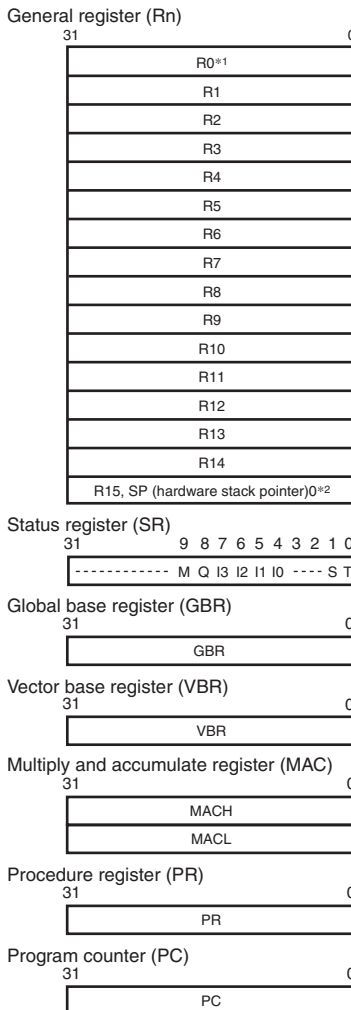 General register (Rn)
31 0
R0*1
R1
R2
R3
R4
R5
R6
R7
R8
R9
R10
R11
R12
R13
R14
R15, SP (hardware stack pointer)0*2
Status register (SR)
31 9 8 7 6 5 4 3 2 1 0
------------ M Q I3 I2 I1 I0 ---- S T
Global base register (GBR)
31 0
GBR
Vector base register (VBR)
31 0
VBR
Multiply and accumulate register (MAC)
31 0
MACH
MACL
Procedure register (PR)
31 0
PR
Program counter (PC)
31 0
PC